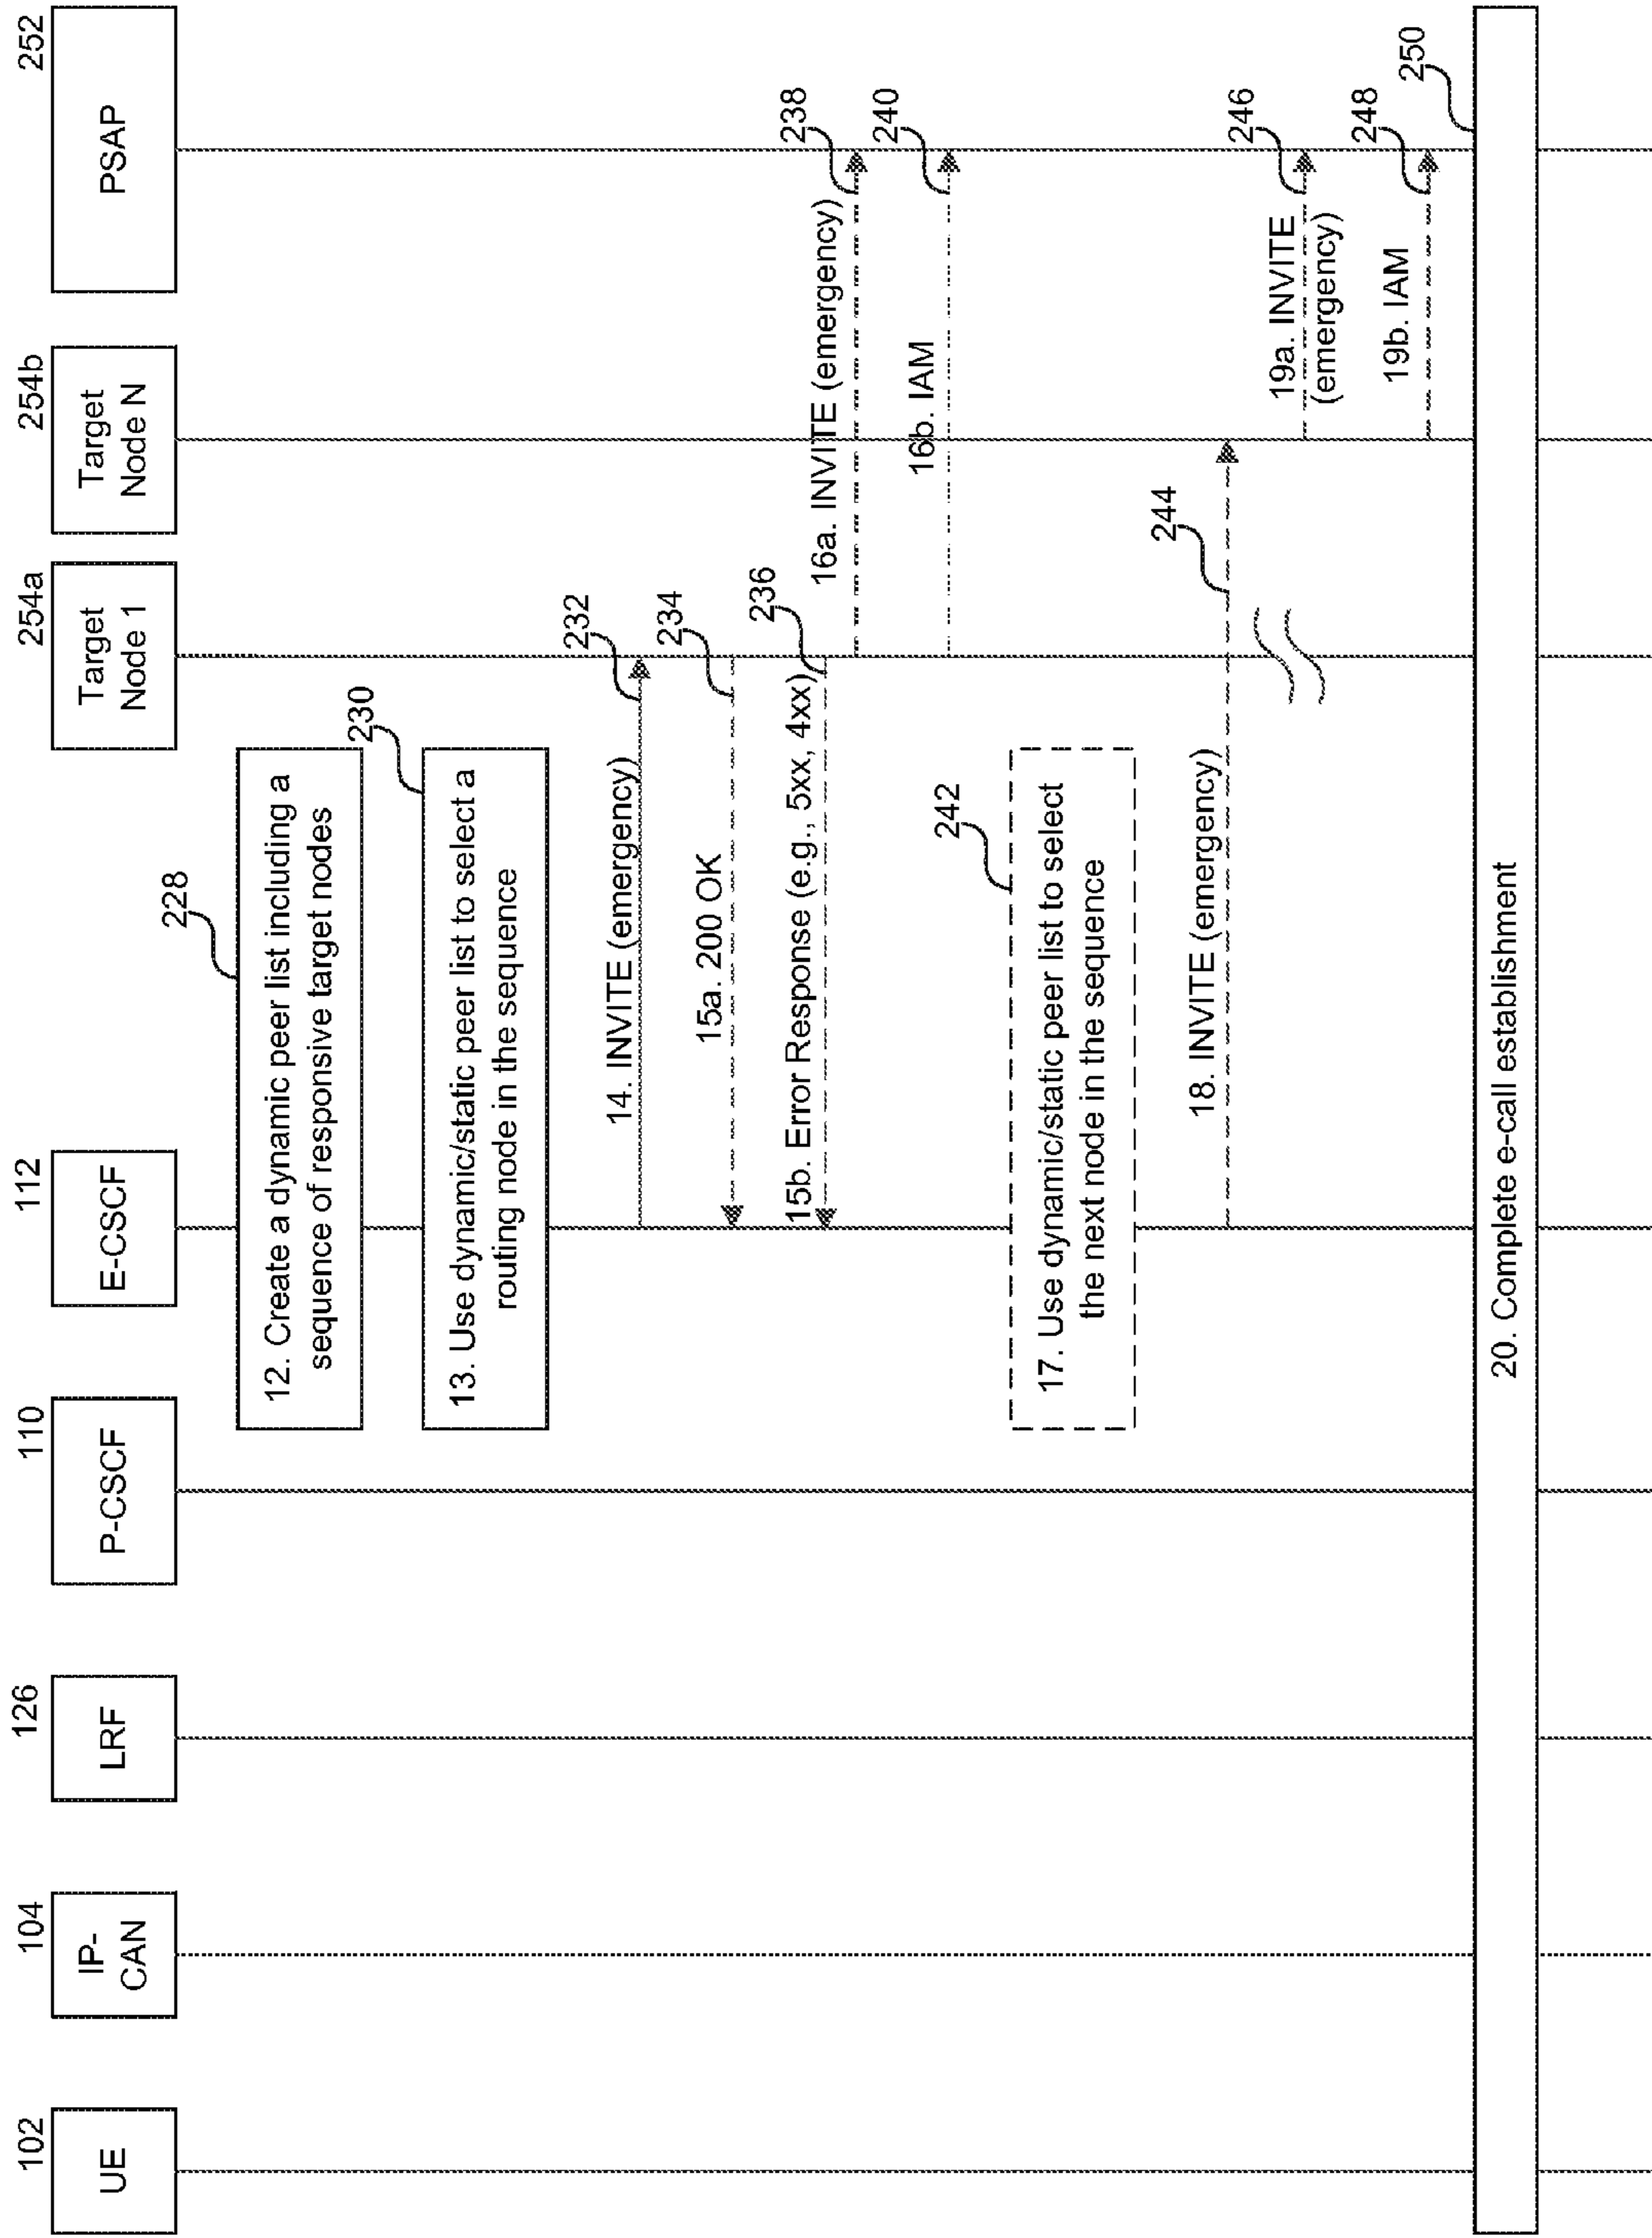 102
UE
104
IP-
CAN
126
LRF
110
P-CSCF
112
E-CSCF
254a
Target
Node 1
254b
Target
Node N
252
PSAP
228
12. Create a dynamic peer list including a
sequence of responsive target nodes
230
13. Use dynamic/static peer list to select a
routing node in the sequence
14. INVITE (emergency)
232
15a. 200 OK
234
15b. Error Response (e.g., 5xx, 4xx)
236
16a. INVITE (emergency)
238
16b. IAM
240
242
17. Use dynamic/static peer list to select
the next node in the sequence
18. INVITE (emergency)
244
19a. INVITE
(emergency)
246
19b. IAM
248
250
20. Complete e-call establishment